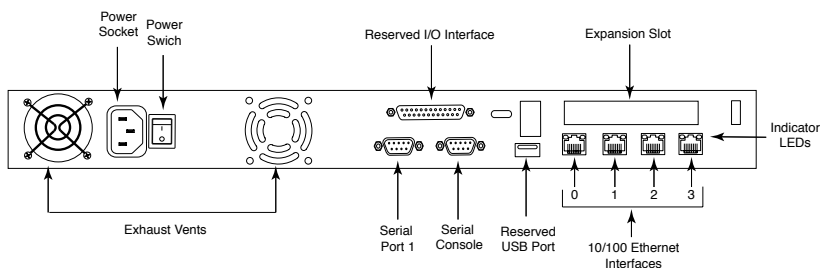 Power
Socket
Power
Swich
Reserved I/O Interface
Expansion Slot
Indicator
LEDs
0
1
2
3
Exhaust Vents
Serial
Port 1
Serial
Console
Reserved
USB Port
10/100 Ethernet
Interfaces